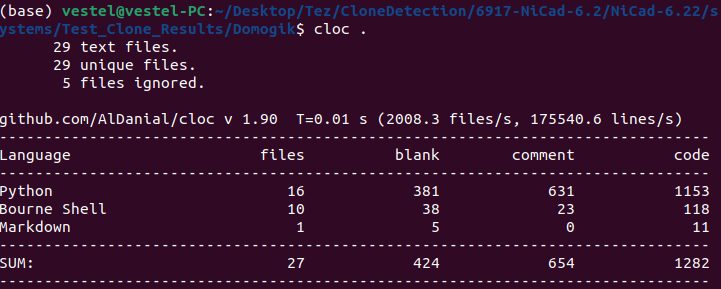 (base) vestel@vestel-PC:~/Desktop/Tez/CloneDetection/6917-NiCad-6.2/NiCad-6.22/s
ystems/Test_Clone_Results/Domogik$ cloc .
      29 text files.
      29 unique files.
       5 files ignored.

github.com/AlDanial/cloc v 1.90  T=0.01 s (2008.3 files/s, 175540.6 lines/s)
-------------------------------------------------------------------------------
Language                     files          blank        comment           code
-------------------------------------------------------------------------------
Python                          16            381            631           1153
Bourne Shell                    10             38             23            118
Markdown                         1              5              0             11
-------------------------------------------------------------------------------
SUM:                            27            424            654           1282
-------------------------------------------------------------------------------